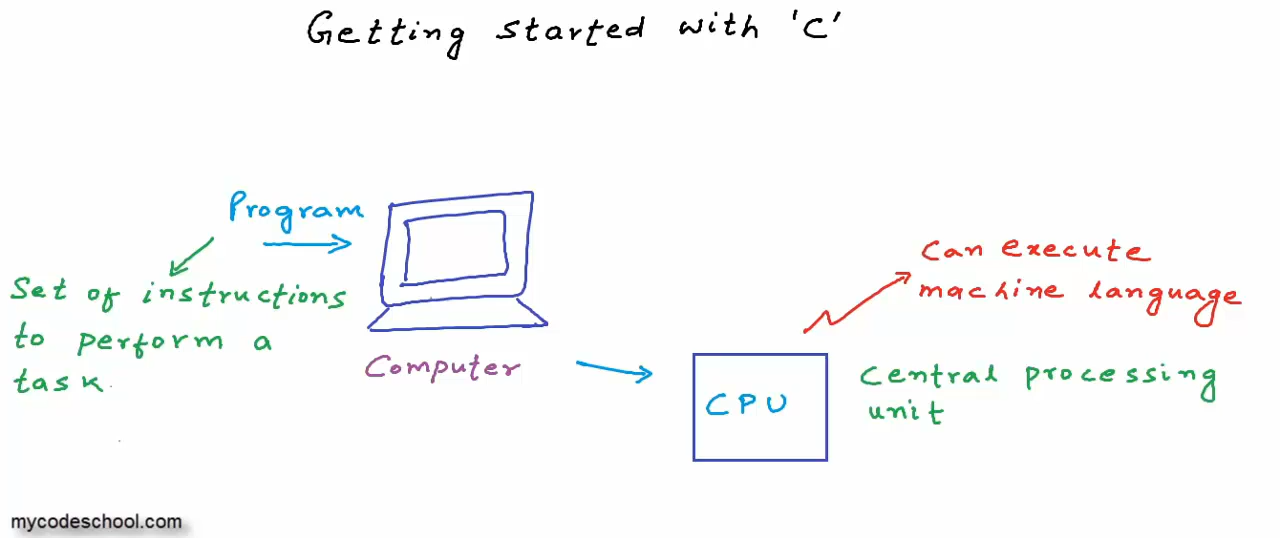 Getting started with 'C'
Program
Set of instructions
to perform a
task
Computer
CPU
Can execute
machine language
Central processing
unit
mycodeschool.com